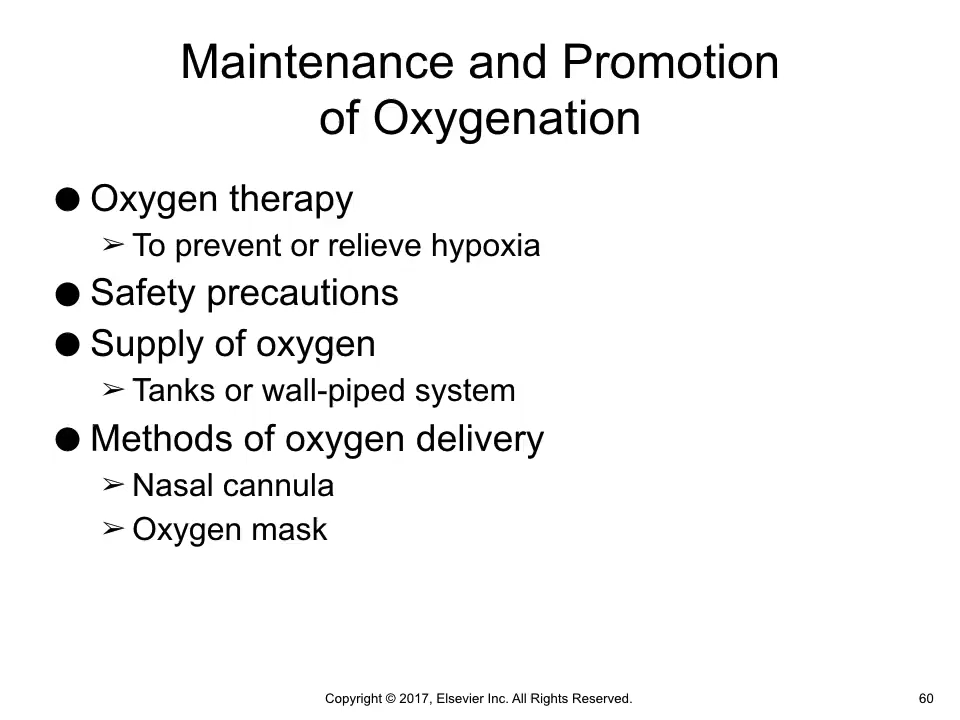 Maintenance and Promotion
of Oxygenation
● Oxygen therapy
➢ To prevent or relieve hypoxia
● Safety precautions
● Supply of oxygen
➢ Tanks or wall-piped system
● Methods of oxygen delivery
➢ Nasal cannula
➢ Oxygen mask
Copyright © 2017, Elsevier Inc. All Rights Reserved.
60